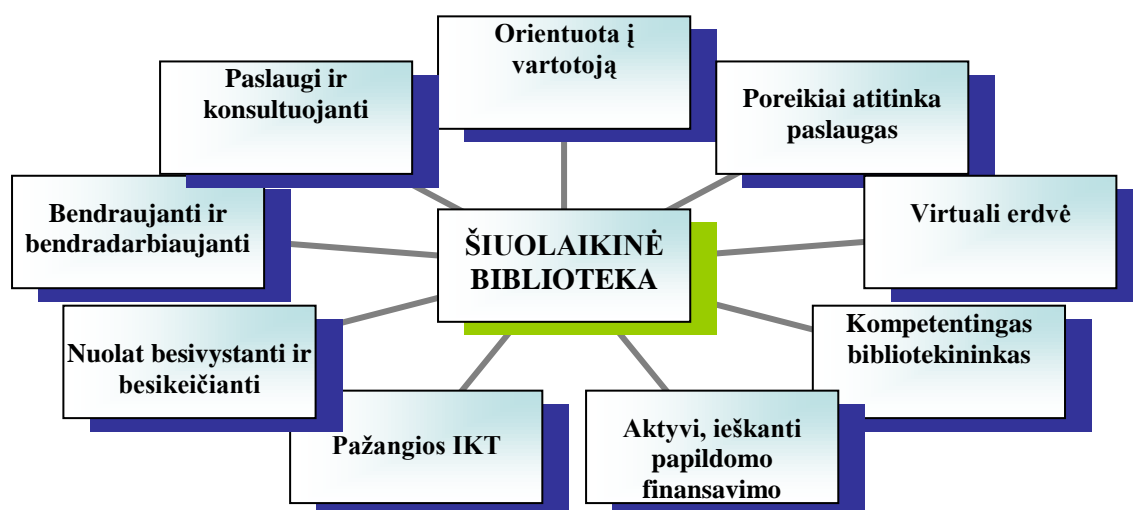 Orientuota į
vartotoją
Paslaugi ir
konsultuojanti
Poreikiai atitinka
paslaugas
Bendraujanti ir
bendradarbiaujanti
Virtuali erdvė
ŠIUOLAIKINĖ
BIBLIOTEKA
Nuolat besivystanti ir
besikeičianti
Kompetentingas
bibliotekininkas
Pažangios IKT
Aktyvi, ieškanti
papildomo
finansavimo